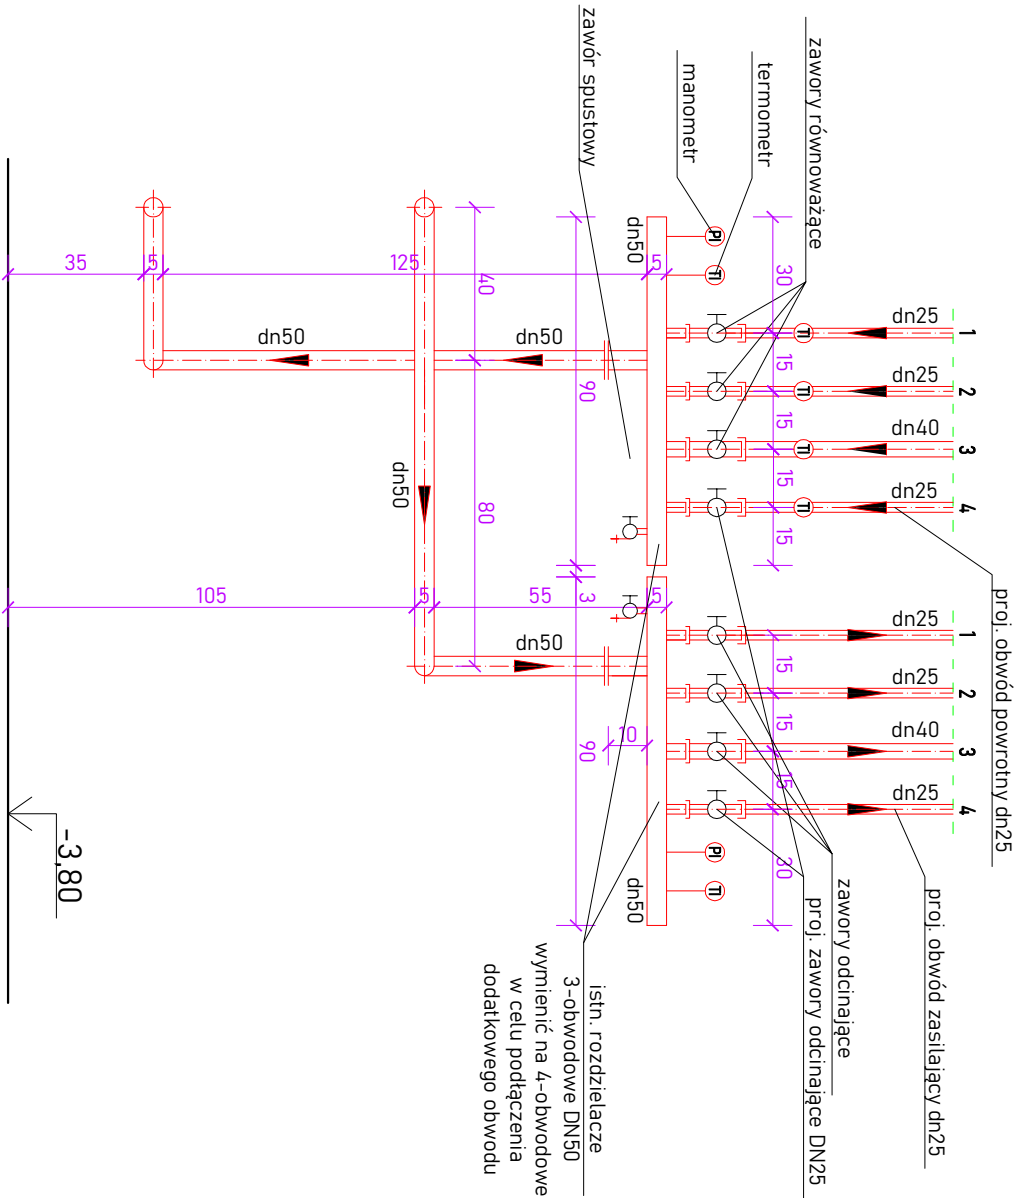 zawory równoważące
termometr
manometr
zawór spustowy
dn50
PI
TI
30
15
15
15
15
dn25
1
TI
dn25
2
TI
dn40
3
TI
dn25
4
TI
proj. obwód powrotny dn25
35
5
125
5
40
90
dn50
dn50
dn50
80
105
5
55
3
5
dn50
10
90
dn25
1
dn25
2
dn40
3
dn25
4
15
15
15
30
PI
TI
dn50
proj. obwód zasilający dn25
zawory odcinające
proj. zawory odcinające DN25
istn. rozdzielacze
3-obwodowe DN50
wymienić na 4-obwodowe
w celu podłączenia
dodatkowego obwodu
-3,80